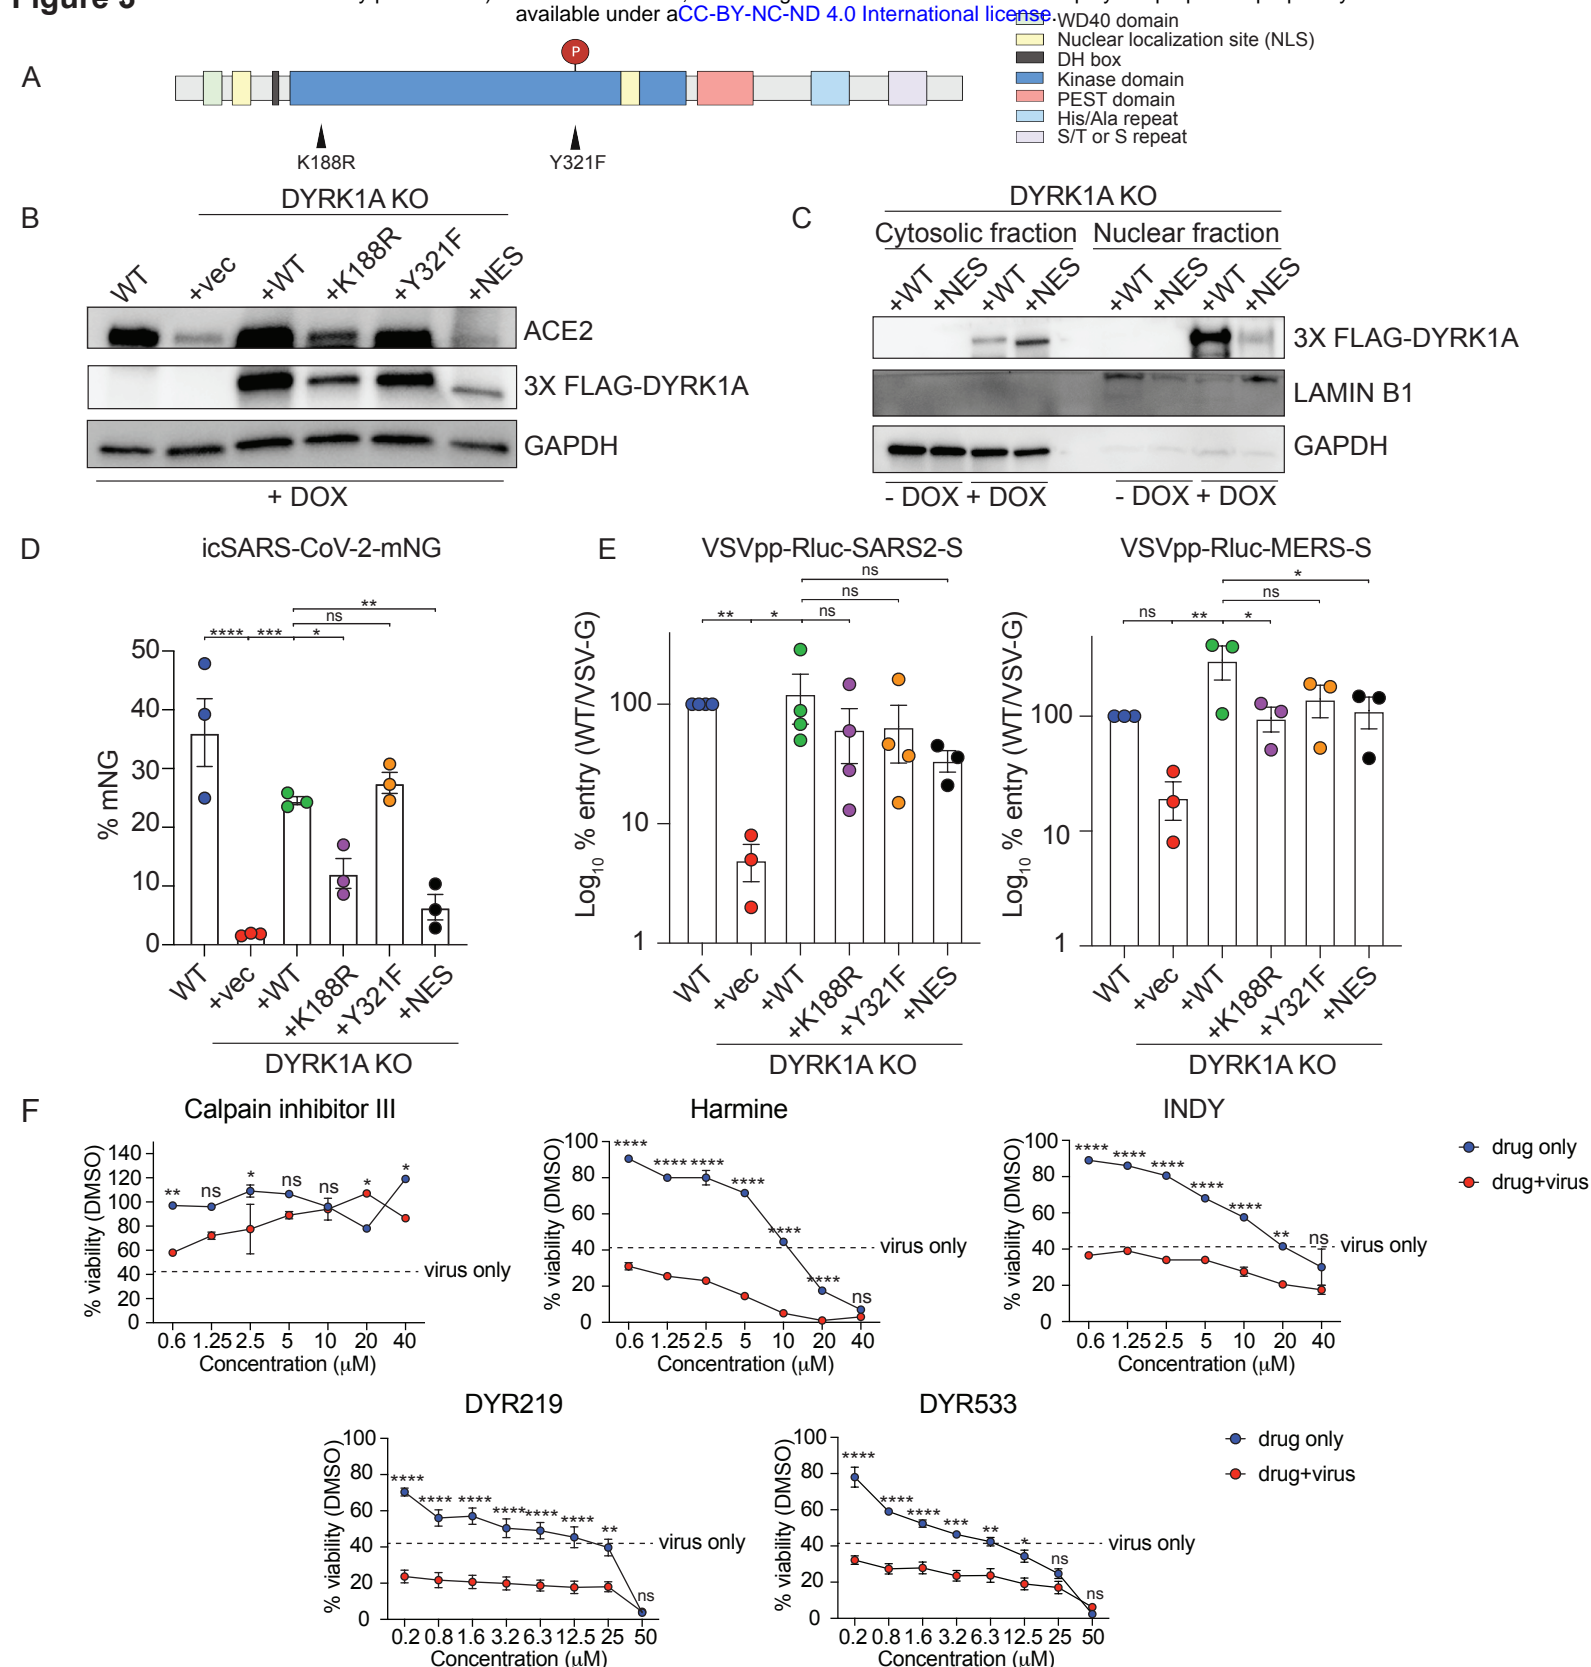 available under aCC-BY-NC-ND 4.0 International license.
A
P
K188R
Y321F
WD40 domain
Nuclear localization site (NLS)
DH box
Kinase domain
PEST domain
His/Ala repeat
S/T or S repeat
B
DYRK1A KO
WT +vec +WT +K188R +Y321F +NES
ACE2
3X FLAG-DYRK1A
GAPDH
+ DOX
C
DYRK1A KO
Cytosolic fraction Nuclear fraction
+WT +NES +WT +NES +WT +NES +WT +NES
3X FLAG-DYRK1A
LAMIN B1
GAPDH
- DOX + DOX - DOX + DOX
D
icSARS-CoV-2-mNG
**
ns
**** *** *
% mNG
50
40
30
20
10
0
WT +vec +WT +K188R +Y321F +NES
DYRK1A KO
E
VSVpp-Rluc-SARS2-S
ns
ns
** * ns
Log10 % entry (WT/VSV-G)
100
10
1
WT +vec +WT +K188R +Y321F +NES
DYRK1A KO
VSVpp-Rluc-MERS-S
*
ns
ns ** *
Log10 % entry (WT/VSV-G)
100
10
1
WT +vec +WT +K188R +Y321F +NES
DYRK1A KO
F
Calpain inhibitor III
% viability (DMSO)
140
120
100
80
60
40
20
0
** ns * ns ns * *
virus only
0.6 1.25 2.5 5 10 20 40
Concentration (μM)
Harmine
% viability (DMSO)
100
80
60
40
20
0
**** **** **** **** **** **** ns
virus only
0.6 1.25 2.5 5 10 20 40
Concentration (μM)
INDY
% viability (DMSO)
100
80
60
40
20
0
**** **** **** **** **** ** ns
virus only
0.6 1.25 2.5 5 10 20 40
Concentration (μM)
drug only
drug+virus
DYR219
% viability (DMSO)
100
80
60
40
20
0
**** **** **** **** **** **** ** ns
virus only
0.2 0.8 1.6 3.2 6.3 12.5 25 50
Concentration (μM)
DYR533
% viability (DMSO)
100
80
60
40
20
0
**** **** **** *** ** * ns ns
virus only
0.2 0.8 1.6 3.2 6.3 12.5 25 50
Concentration (μM)
drug only
drug+virus